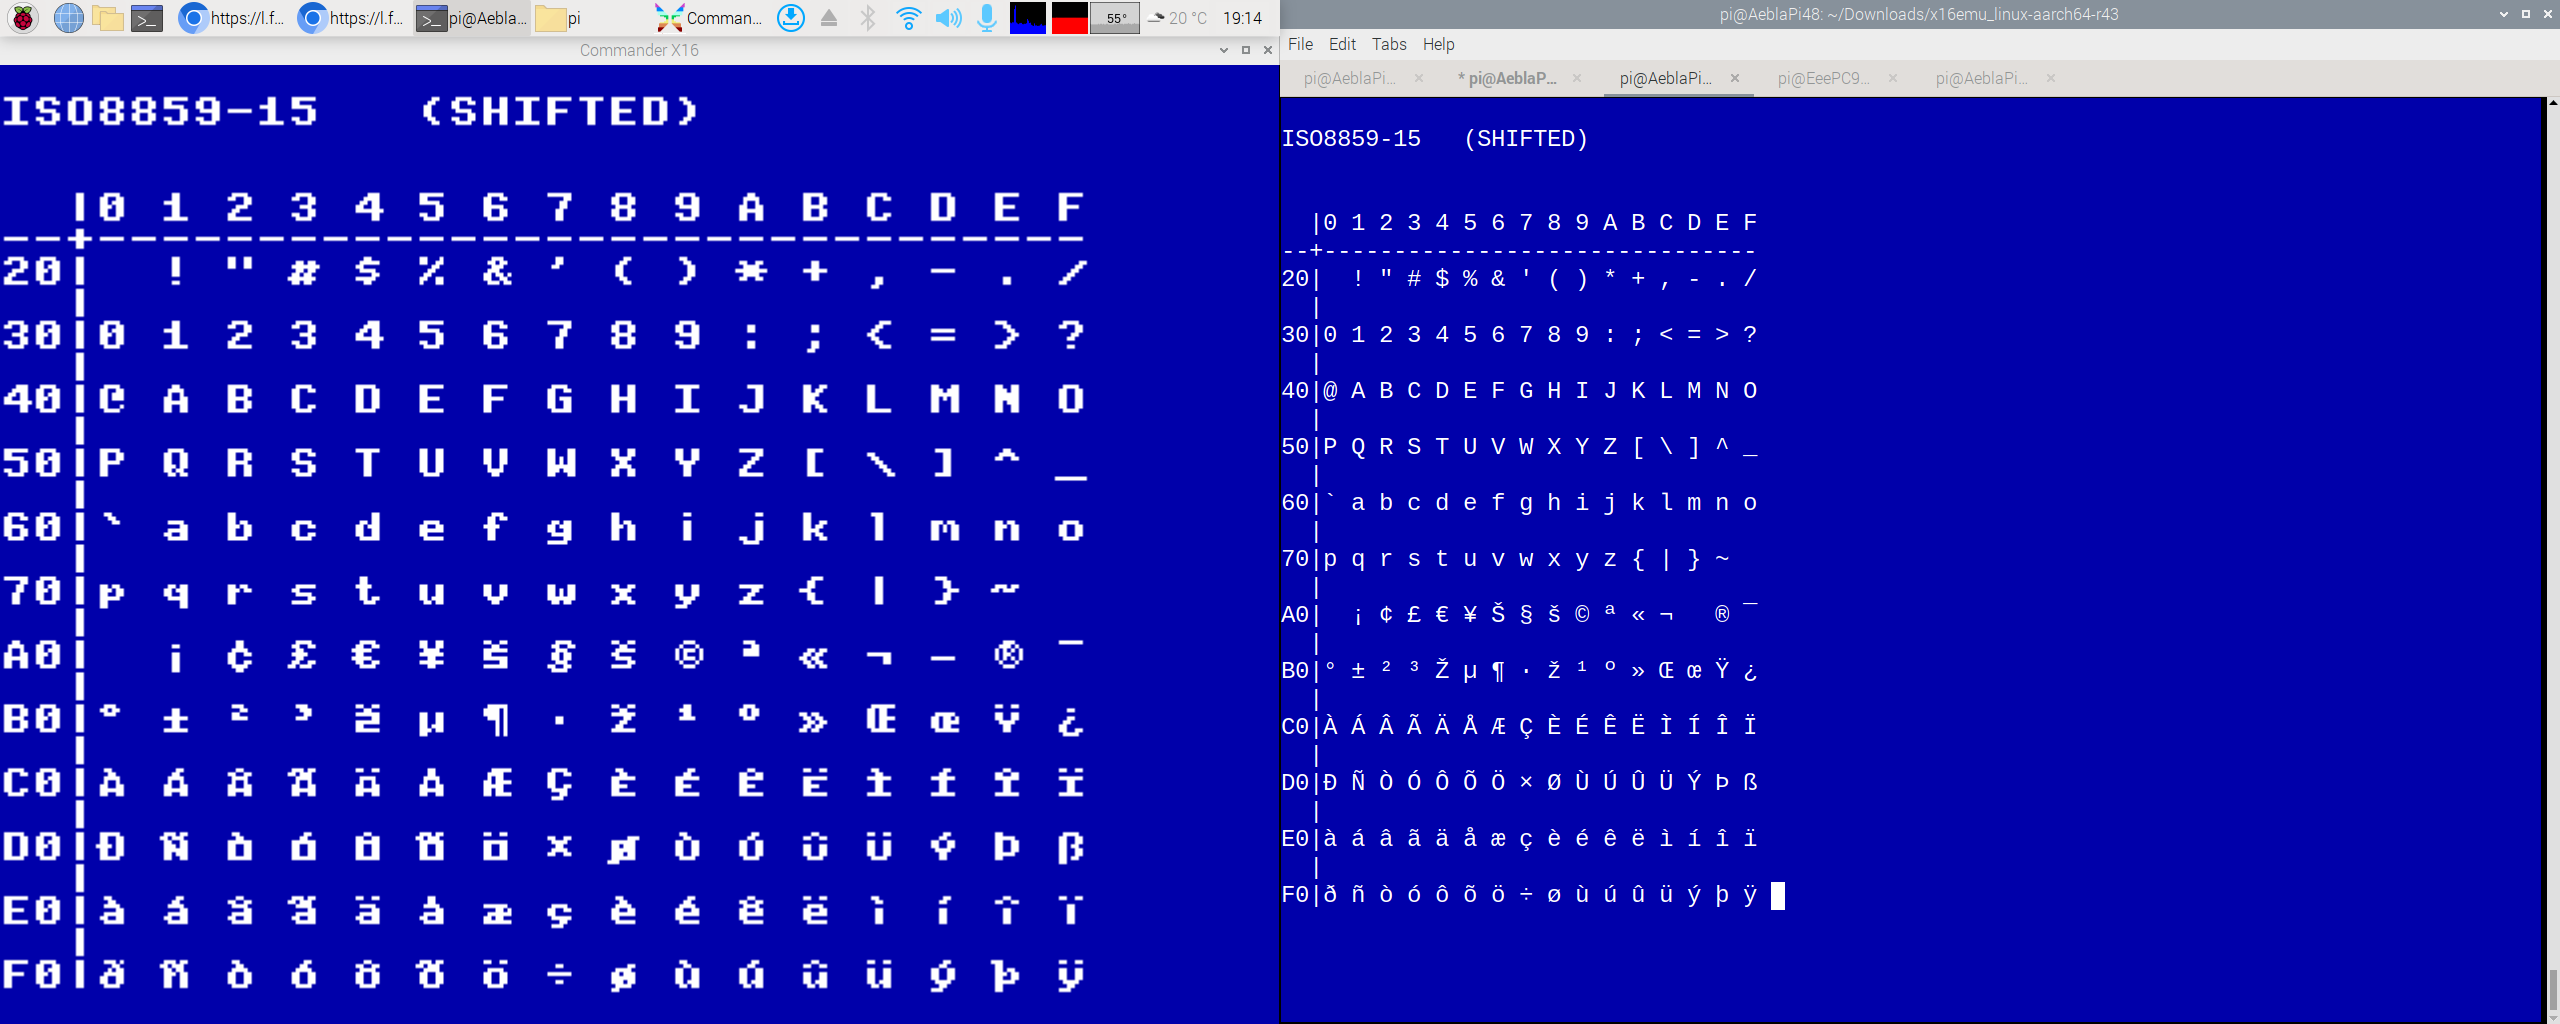 https://l.f... https://l.f... pi@Aebla... pi Comman... 55° 20 °C 19:14
Commander X16
ISO8859-15 (SHIFTED)
|0 1 2 3 4 5 6 7 8 9 A B C D E F
--+-------------------------------
20| ! " # $ % & ' ( ) * + , - . /
|
30|0 1 2 3 4 5 6 7 8 9 : ; < = > ?
|
40|@ A B C D E F G H I J K L M N O
|
50|P Q R S T U V W X Y Z [ \ ] ^ _
|
60|` a b c d e f g h i j k l m n o
|
70|p q r s t u v w x y z { | } ~
|
A0| ¡ ¢ £ € ¥ Š § š © ª « ¬ - ® ¯
|
B0|° ± ² ³ Ž µ ¶ · ž ¹ º » Œ œ Ÿ ¿
|
C0|À Á Â Ã Ä Å Æ Ç È É Ê Ë Ì Í Î Ï
|
D0|Ð Ñ Ò Ó Ô Õ Ö × Ø Ù Ú Û Ü Ý Þ ß
|
E0|à á â ã ä å æ ç è é ê ë ì í î ï
|
F0|ð ñ ò ó ô õ ö ÷ ø ù ú û ü ý þ ÿ
pi@AeblaPi48: ~/Downloads/x16emu_linux-aarch64-r43
File Edit Tabs Help
pi@AeblaPi... × * pi@AeblaP... × pi@AeblaPi... × pi@EeePC9... × pi@AeblaPi... ×
ISO8859-15 (SHIFTED)
|0 1 2 3 4 5 6 7 8 9 A B C D E F
--+-------------------------------
20| ! " # $ % & ' ( ) * + , - . /
|
30|0 1 2 3 4 5 6 7 8 9 : ; < = > ?
|
40|@ A B C D E F G H I J K L M N O
|
50|P Q R S T U V W X Y Z [ \ ] ^ _
|
60|` a b c d e f g h i j k l m n o
|
70|p q r s t u v w x y z { | } ~
|
A0| ¡ ¢ £ € ¥ Š § š © ª « ¬ ® ¯
|
B0|° ± ² ³ Ž µ ¶ · ž ¹ º » Œ œ Ÿ ¿
|
C0|À Á Â Ã Ä Å Æ Ç È É Ê Ë Ì Í Î Ï
|
D0|Ð Ñ Ò Ó Ô Õ Ö × Ø Ù Ú Û Ü Ý Þ ß
|
E0|à á â ã ä å æ ç è é ê ë ì í î ï
|
F0|ð ñ ò ó ô õ ö ÷ ø ù ú û ü ý þ ÿ